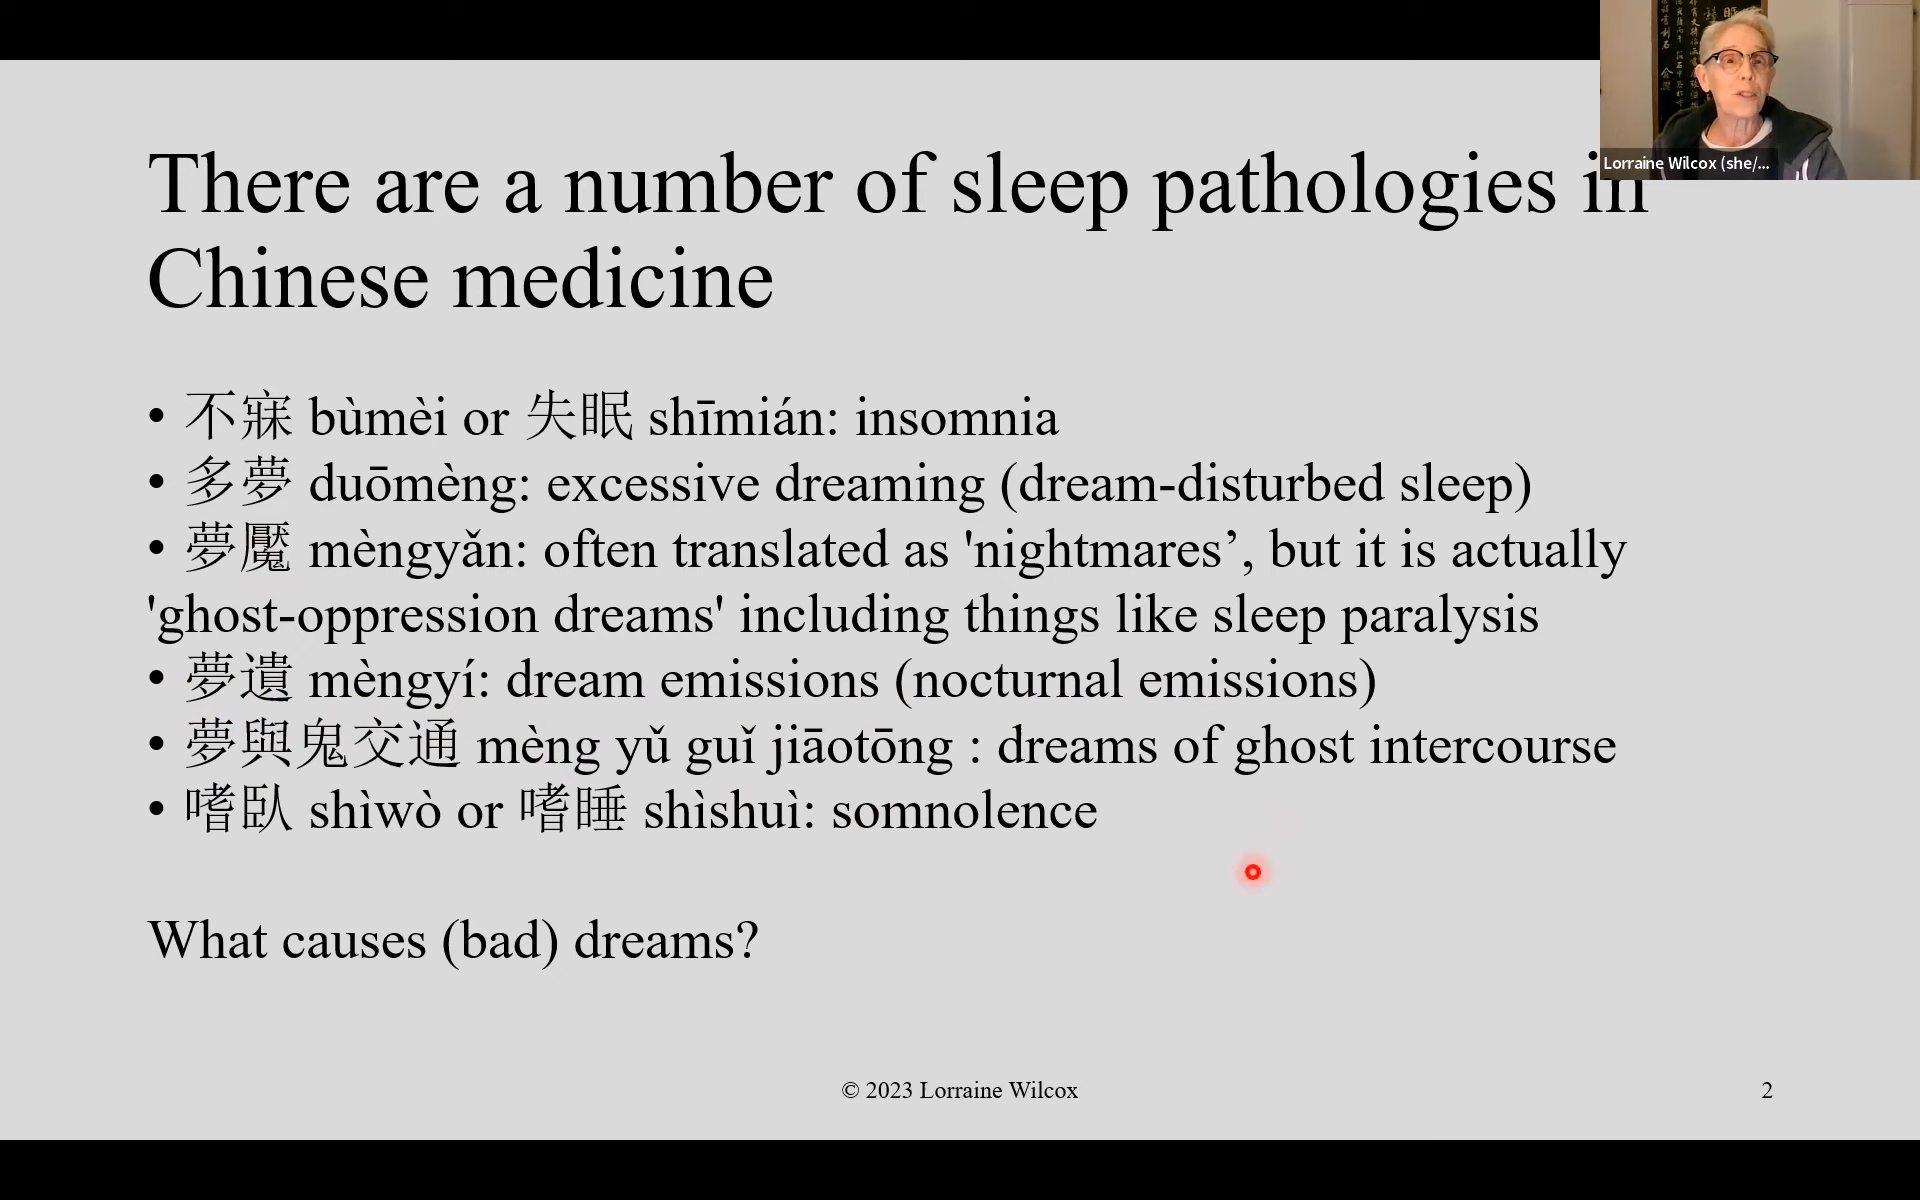 There are a number of sleep pathologies in
Chinese medicine
• 不寐 bùmèi or 失眠 shīmián: insomnia
• 多夢 duōmèng: excessive dreaming (dream-disturbed sleep)
• 夢魘 mèngyǎn: often translated as 'nightmares’, but it is actually
'ghost-oppression dreams' including things like sleep paralysis
• 夢遺 mèngyí: dream emissions (nocturnal emissions)
• 夢與鬼交通 mèng yǔ guǐ jiāotōng : dreams of ghost intercourse
• 嗜臥 shìwò or 嗜睡 shìshuì: somnolence
What causes (bad) dreams?
© 2023 Lorraine Wilcox
2
Lorraine Wilcox (she/...